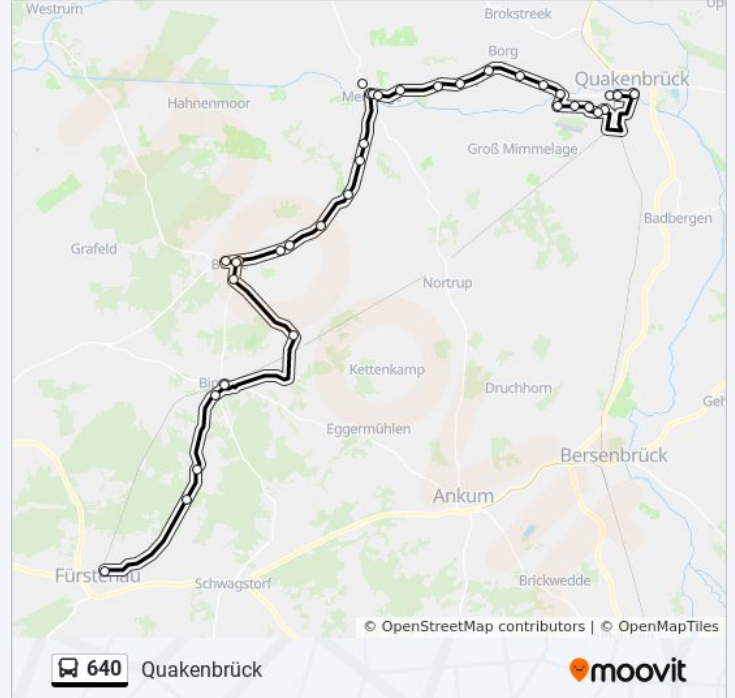 Westrum
Brokstreek
Borg
Quakenbrück
Hahnenmoor
Groß Mimmelage
Badbergen
Grafeld
Nortrup
Kettenkamp
Druchhorn
Eggermühlen
Bersenbrück
Ankum
Fürstenau
Schwagstorf
Brickwedde
© OpenStreetMap contributors | © OpenMapTiles
640 Quakenbrück
moovit